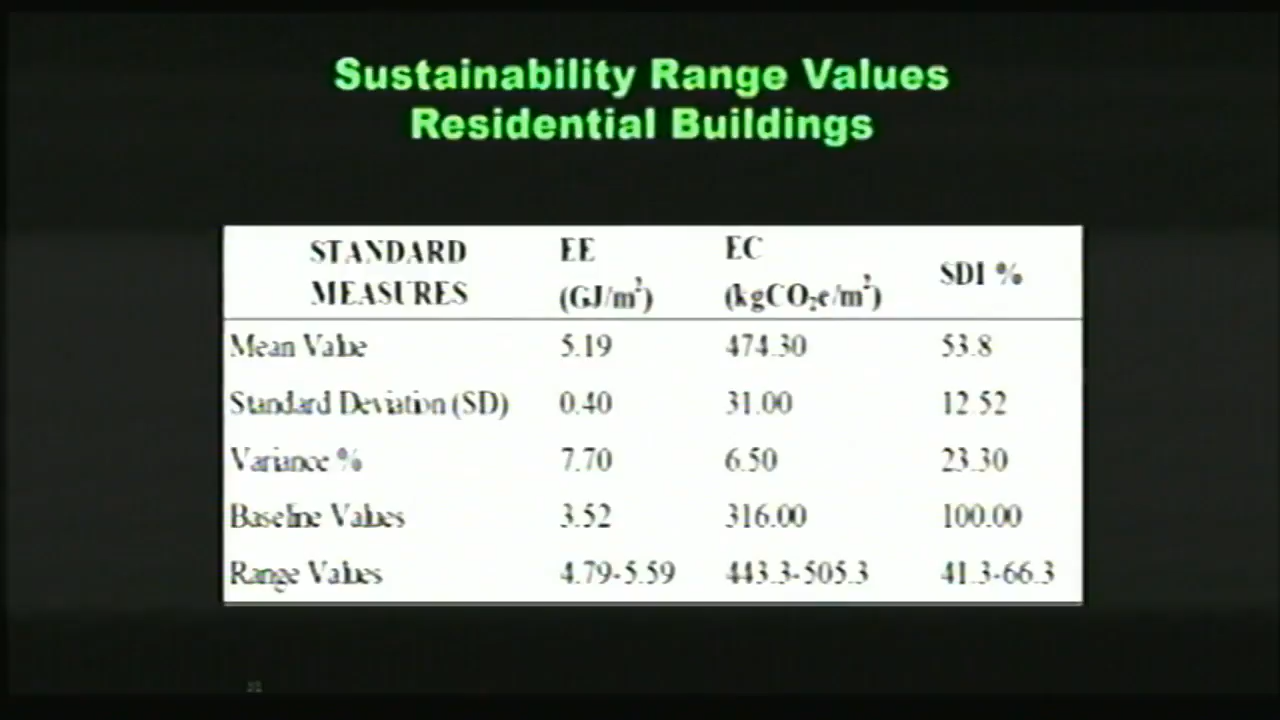 Sustainability Range Values
Residential Buildings
STANDARD MEASURES EE (GJ/m²) EC (kgCO₂e/m²) SDI %
Mean Value 5.19 474.30 53.8
Standard Deviation (SD) 0.40 31.00 12.52
Variance % 7.70 6.50 23.30
Baseline Values 3.52 316.00 100.00
Range Values 4.79-5.59 443.3-505.3 41.3-66.3